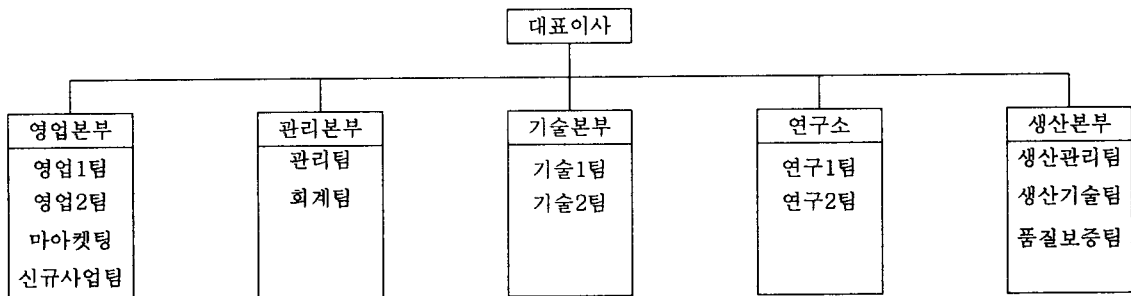 대표이사
영업본부
영업1팀
영업2팀
마아켓팅
신규사업팀
관리본부
관리팀
회계팀
기술본부
기술1팀
기술2팀
연구소
연구1팀
연구2팀
생산본부
생산관리팀
생산기술팀
품질보증팀